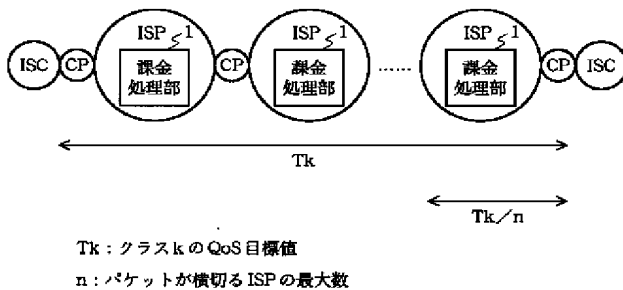 ISP 1 ISP 1 ISP 1
ISC CP 課金 CP 課金 …… 課金 CP ISC
処理部 処理部 処理部
Tk
Tk/n
Tk:クラスkのQoS目標値
n:パケットが横切るISPの最大数